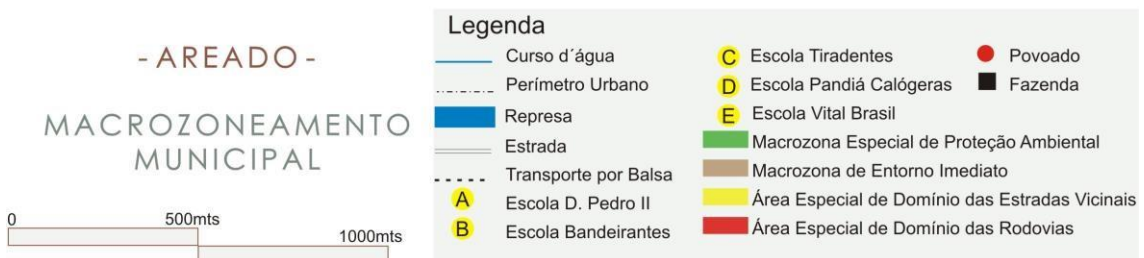 - AREADO -
MACROZONEAMENTO
MUNICIPAL
0
500mts
1000mts
Legenda
Curso d´água
Perímetro Urbano
Represa
Estrada
Transporte por Balsa
A Escola D. Pedro II
B Escola Bandeirantes
C Escola Tiradentes
D Escola Pandiá Calógeras
E Escola Vital Brasil
Macrozona Especial de Proteção Ambiental
Macrozona de Entorno Imediato
Área Especial de Domínio das Estradas Vicinais
Área Especial de Domínio das Rodovias
Povoado
Fazenda